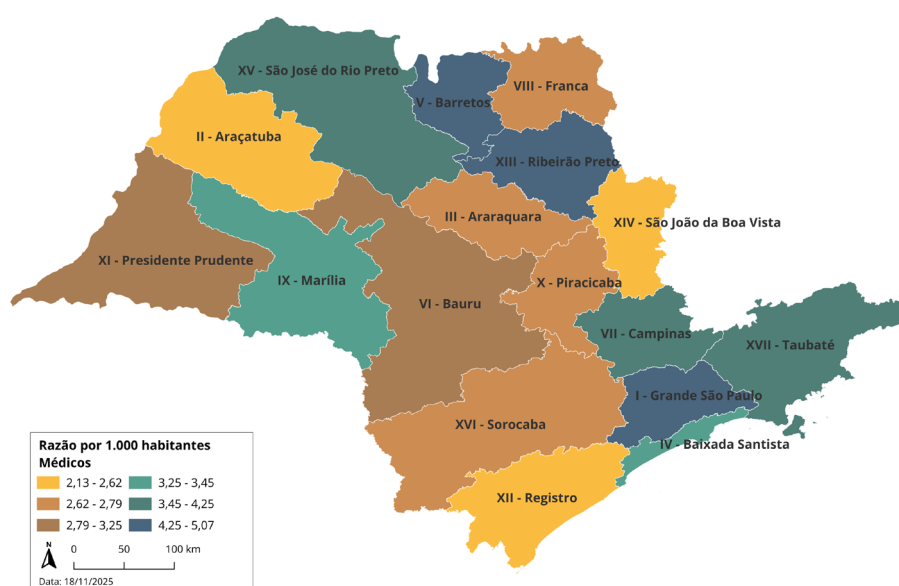 XV - São José do Rio Preto
VIII - Franca
V - Barretos
II - Araçatuba
XIII - Ribeirão Preto
III - Araraquara
XIV - São João da Boa Vista
XI - Presidente Prudente
IX - Marília
X - Piracicaba
VI - Bauru
VII - Campinas
XVII - Taubaté
I - Grande São Paulo
XVI - Sorocaba
IV - Baixada Santista
XII - Registro
Razão por 1.000 habitantes
Médicos
2,13 - 2,62
3,25 - 3,45
2,62 - 2,79
3,45 - 4,25
2,79 - 3,25
4,25 - 5,07
N
0 50 100 km
Data: 18/11/2025